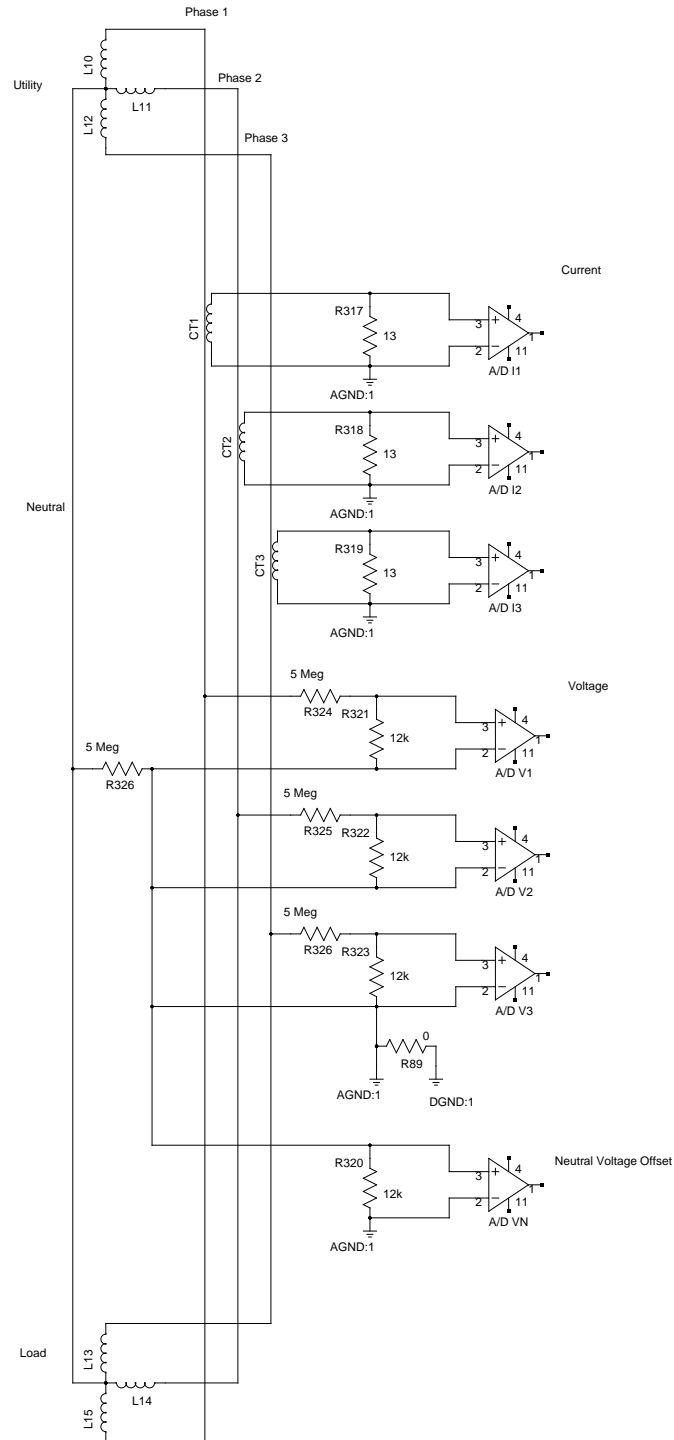 Phase 1
L10
Utility
Phase 2
L11
L12
Phase 3
Current
CT1
R317
13
3
2
+
−
4
11
1
A/D I1
AGND:1
CT2
R318
13
3
2
+
−
4
11
1
A/D I2
AGND:1
Neutral
CT3
R319
13
3
2
+
−
4
11
1
A/D I3
AGND:1
Voltage
5 Meg
R324
R321
12k
3
2
+
−
4
11
1
A/D V1
5 Meg
R326
5 Meg
R325
R322
12k
3
2
+
−
4
11
1
A/D V2
5 Meg
R326
R323
12k
3
2
+
−
4
11
1
A/D V3
0
R89
AGND:1
DGND:1
Neutral Voltage Offset
R320
12k
3
2
+
−
4
11
1
A/D VN
AGND:1
Load
L13
L14
L15